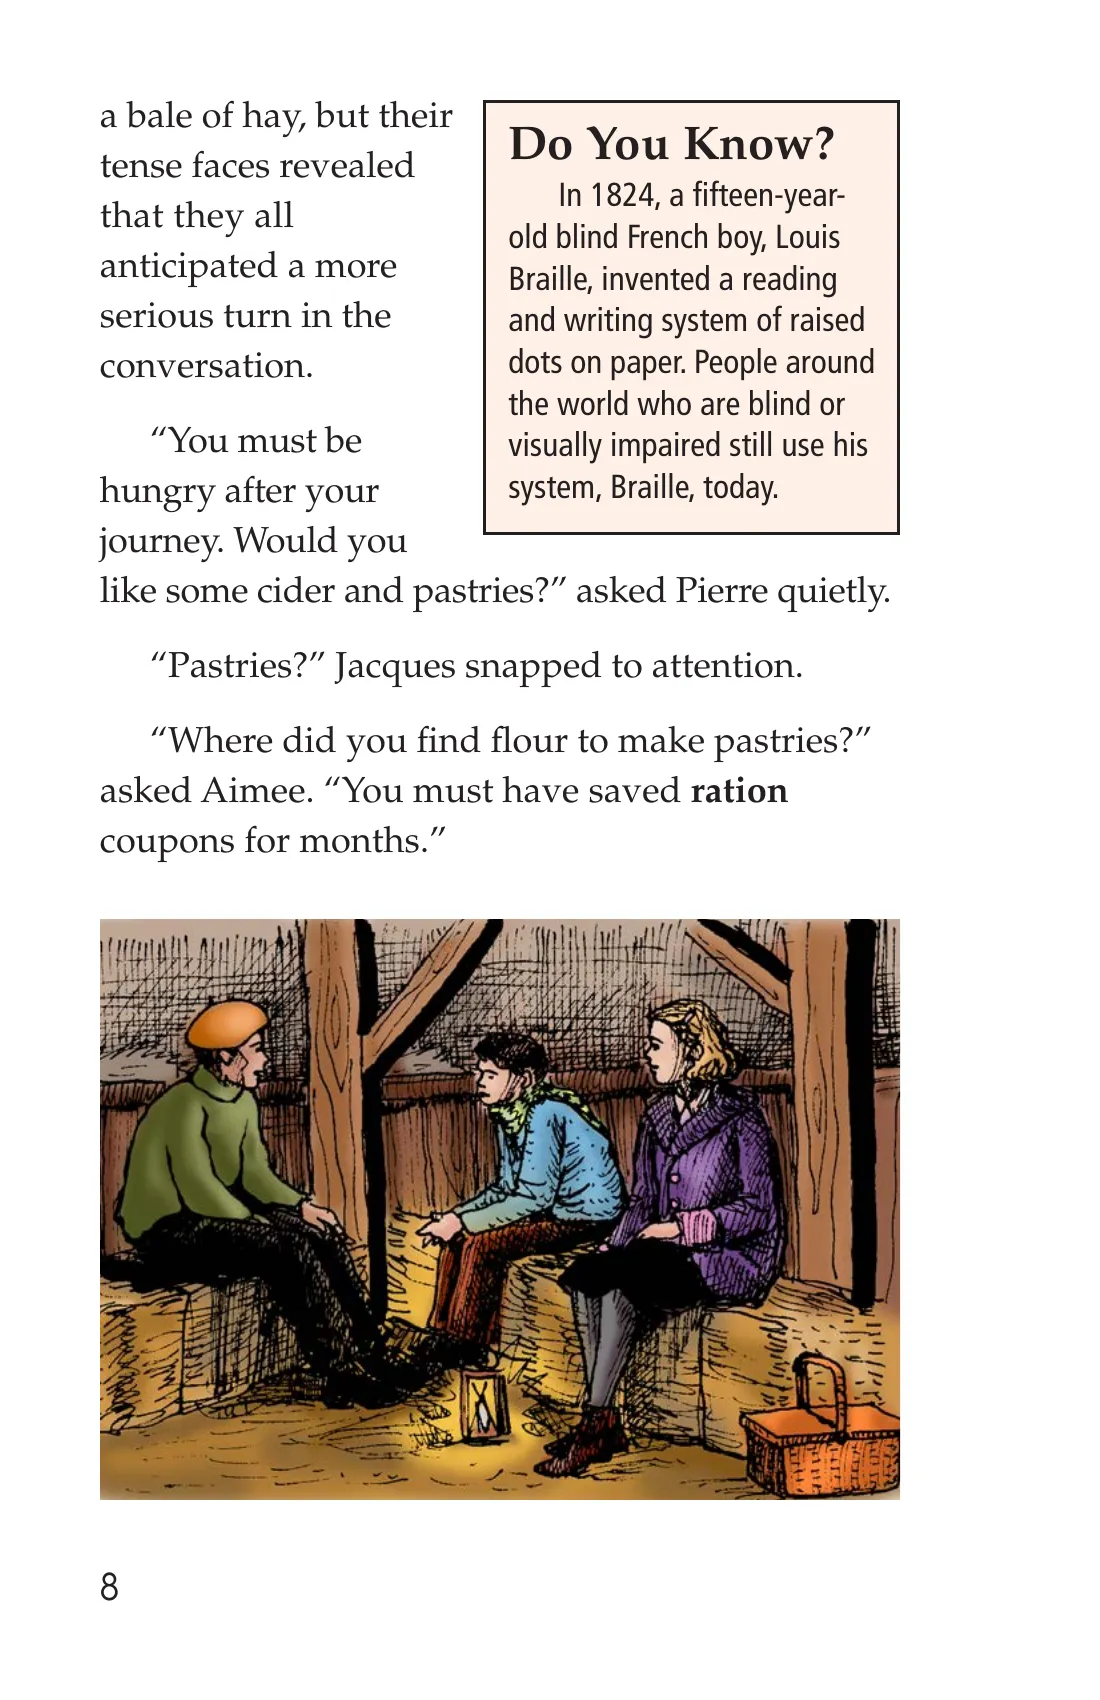 a bale of hay, but their
tense faces revealed
that they all
anticipated a more
serious turn in the
conversation.
“You must be
hungry after your
journey. Would you
like some cider and pastries?” asked Pierre quietly.
“Pastries?” Jacques snapped to attention.
“Where did you find flour to make pastries?”
asked Aimee. “You must have saved ration
coupons for months.”
Do You Know?
In 1824, a fifteen-year-
old blind French boy, Louis
Braille, invented a reading
and writing system of raised
dots on paper. People around
the world who are blind or
visually impaired still use his
system, Braille, today.
8